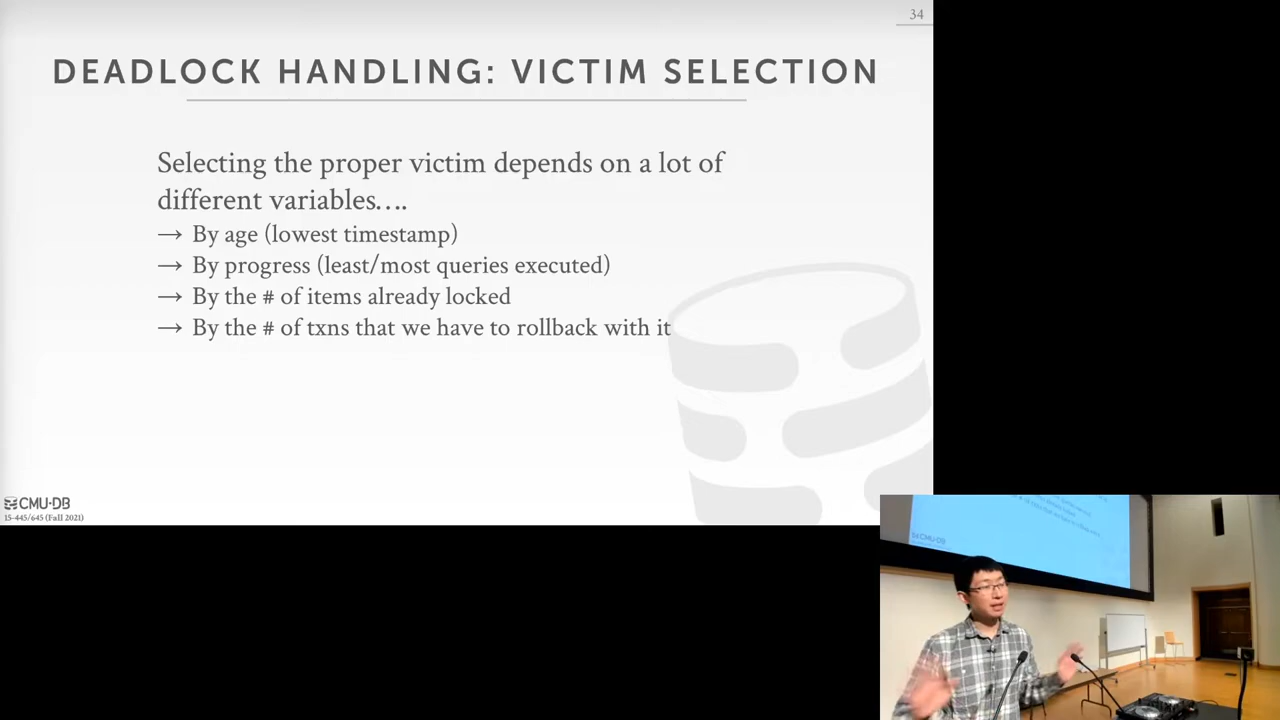 34
DEADLOCK HANDLING: VICTIM SELECTION
Selecting the proper victim depends on a lot of
different variables….
→ By age (lowest timestamp)
→ By progress (least/most queries executed)
→ By the # of items already locked
→ By the # of txns that we have to rollback with it
CMU·DB
15-445/645 (Fall 2021)